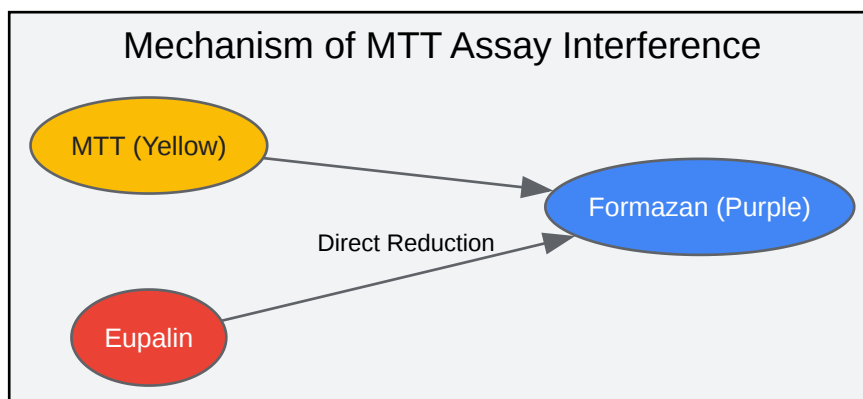 Mechanism of MTT Assay Interference
MTT (Yellow)
Formazan (Purple)
Direct Reduction
Eupalin